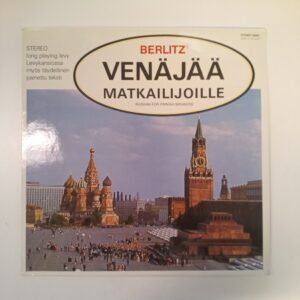 STEREO
long playing levy
Levykansiossa
myös täydellinen
painettu teksti
BERLITZ
VENÄJÄÄ
MATKAILIJOILLE
RUSSIAN FOR FINNISH SPEAKERS